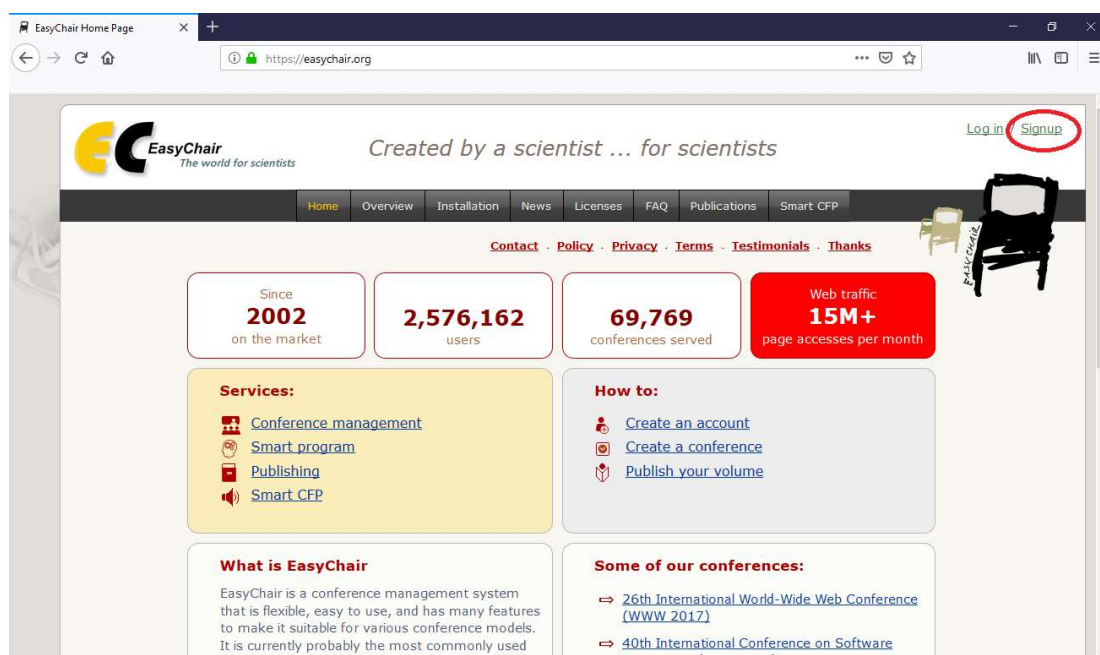 EasyChair Home Page
https://easychair.org
EC
EasyChair
The world for scientists
Created by a scientist ... for scientists
Log in / Signup
Home Overview Installation News Licenses FAQ Publications Smart CFP
EASY CHAIR
Contact . Policy . Privacy . Terms . Testimonials . Thanks
Since
2002
on the market
2,576,162
users
69,769
conferences served
Web traffic
15M+
page accesses per month
Services:
Conference management
Smart program
Publishing
Smart CFP
How to:
Create an account
Create a conference
Publish your volume
What is EasyChair
EasyChair is a conference management system
that is flexible, easy to use, and has many features
to make it suitable for various conference models.
It is currently probably the most commonly used
Some of our conferences:
26th International World-Wide Web Conference
(WWW 2017)
40th International Conference on Software